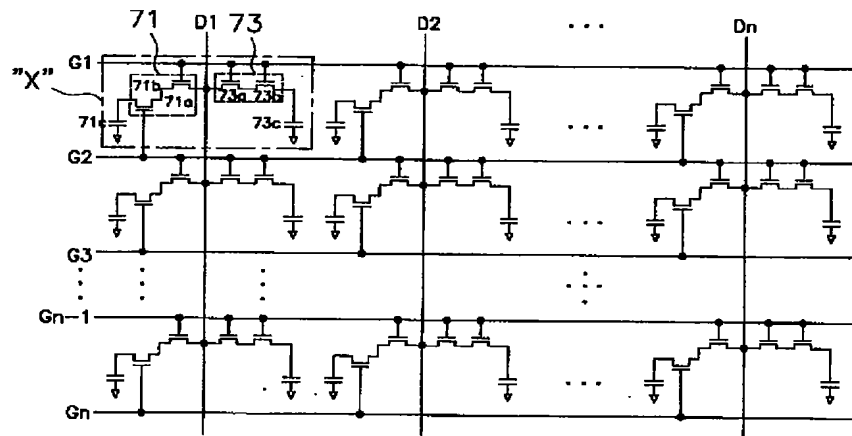 71 D1 73 D2 ... Dn
G1
"X"
71b 71a 73a 73b
71c 73c
...
G2
...
G3
...
Gn-1
...
Gn